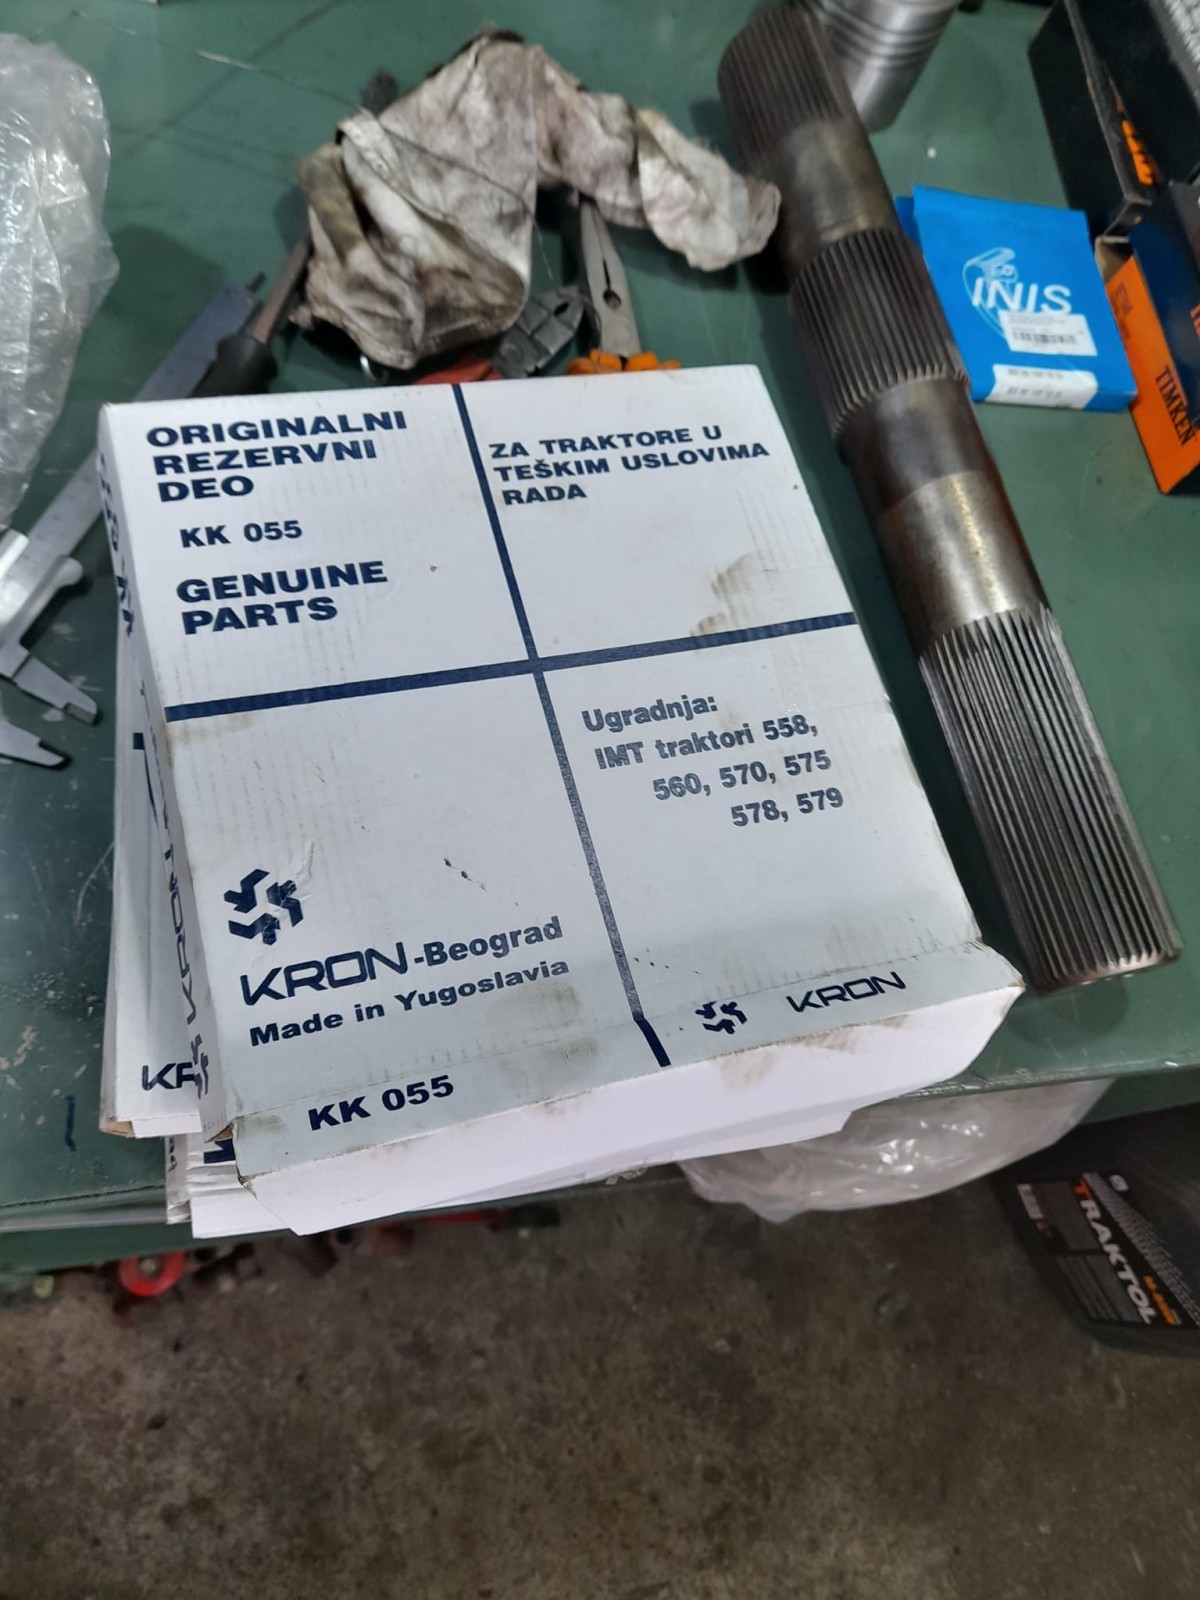 ORIGINALNI
REZERVNI
DEO
KK 055
GENUINE
PARTS
ZA TRAKTORE U
TEŠKIM USLOVIMA
RADA
Ugradnja:
IMT traktori 558,
560, 570, 575
578, 579
KRON-Beograd
Made in Yugoslavia
KK 055
KRON
INIS
TIMKEN
TRAKTOL